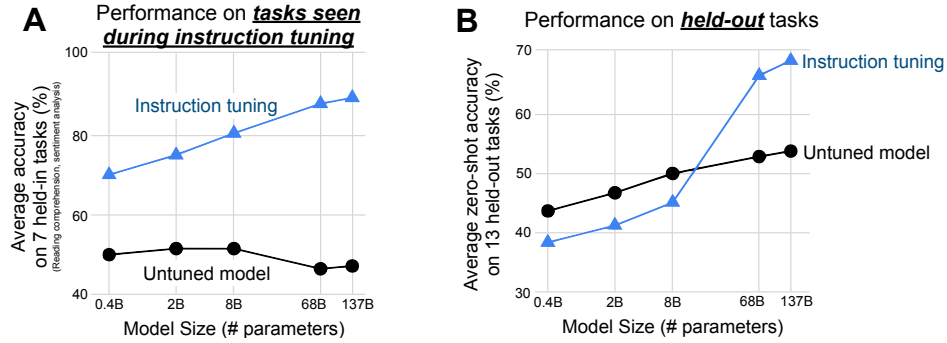 A
Performance on tasks seen
during instruction tuning
Average accuracy
on 7 held-in tasks (%)
(Reading comprehension, sentiment analysis)
100
80
60
40
Instruction tuning
Untuned model
0.4B 2B 8B 68B 137B
Model Size (# parameters)
B
Performance on held-out tasks
Average zero-shot accuracy
on 13 held-out tasks (%)
70
60
50
40
30
Instruction tuning
Untuned model
0.4B 2B 8B 68B 137B
Model Size (# parameters)